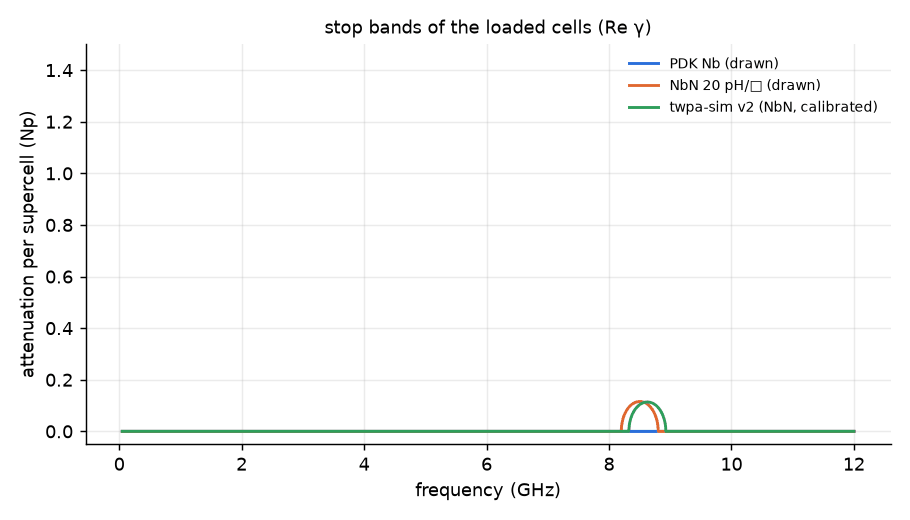 stop bands of the loaded cells (Re γ)
PDK Nb (drawn)
NbN 20 pH/□ (drawn)
twpa-sim v2 (NbN, calibrated)
attenuation per supercell (Np)
1.4
1.2
1.0
0.8
0.6
0.4
0.2
0.0
0 2 4 6 8 10 12
frequency (GHz)